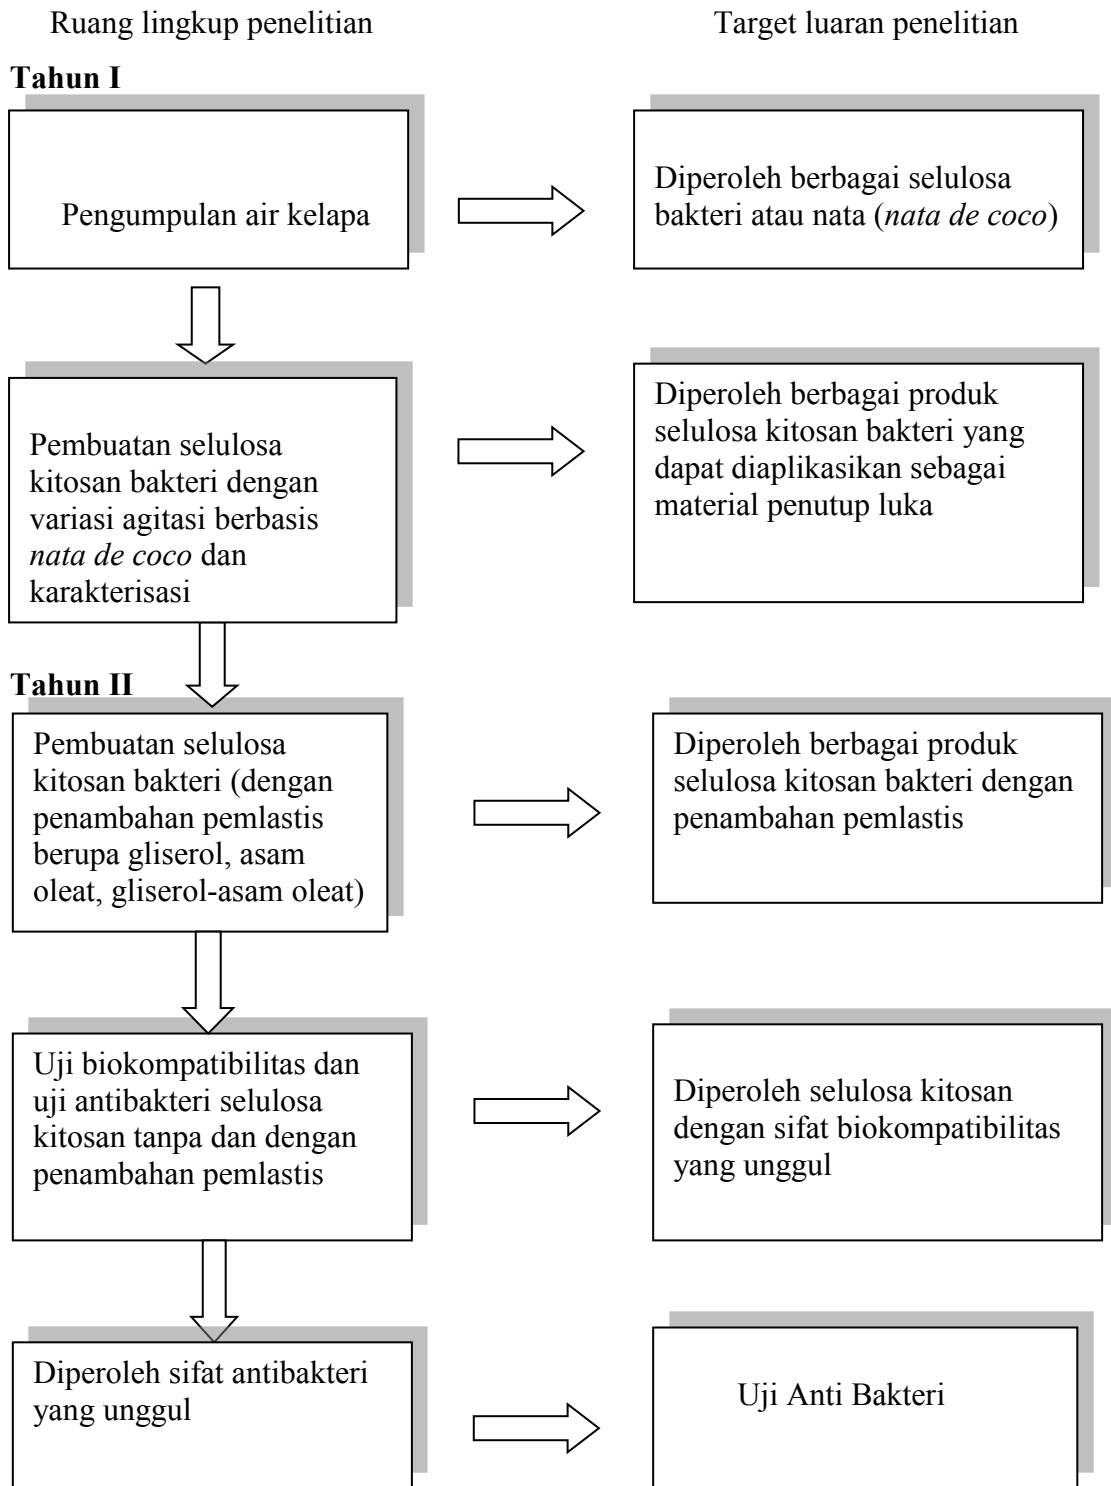 Ruang lingkup penelitian
Target luaran penelitian
Tahun I
Pengumpulan air kelapa
Diperoleh berbagai selulosa
bakteri atau nata (nata de coco)
Pembuatan selulosa
kitosan bakteri dengan
variasi agitasi berbasis
nata de coco dan
karakterisasi
Diperoleh berbagai produk
selulosa kitosan bakteri yang
dapat diaplikasikan sebagai
material penutup luka
Tahun II
Pembuatan selulosa
kitosan bakteri (dengan
penambahan pemlastis
berupa gliserol, asam
oleat, gliserol-asam oleat)
Diperoleh berbagai produk
selulosa kitosan bakteri dengan
penambahan pemlastis
Uji biokompatibilitas dan
uji antibakteri selulosa
kitosan tanpa dan dengan
penambahan pemlastis
Diperoleh selulosa kitosan
dengan sifat biokompatibilitas
yang unggul
Diperoleh sifat antibakteri
yang unggul
Uji Anti Bakteri